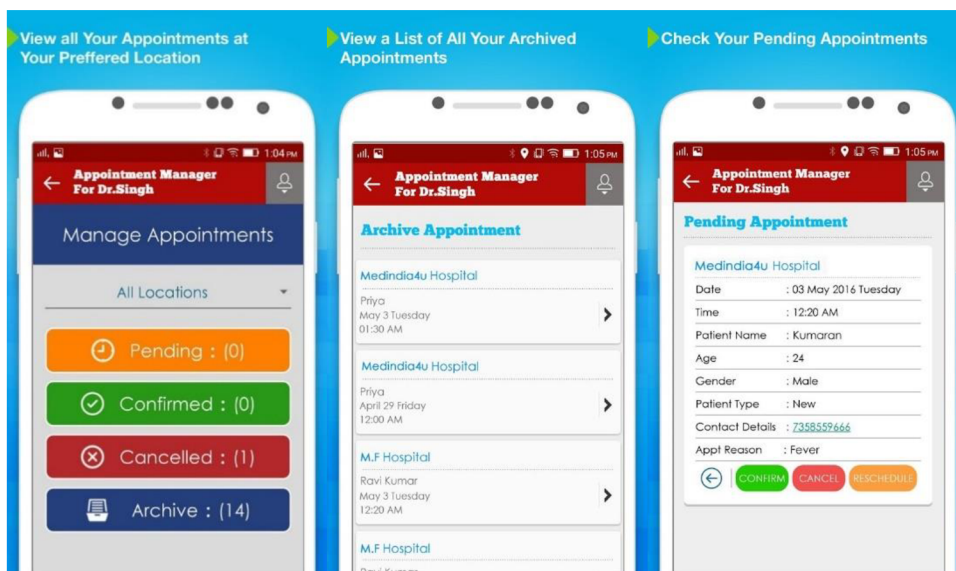 View all Your Appointments at
Your Preffered Location
1:04 PM
Appointment Manager
For Dr.Singh
Manage Appointments
All Locations
Pending : (0)
Confirmed : (0)
Cancelled : (1)
Archive : (14)
View a List of All Your Archived
Appointments
1:05 PM
Appointment Manager
For Dr.Singh
Archive Appointment
Medindia4u Hospital
Priya
May 3 Tuesday
01:30 AM
Medindia4u Hospital
Priya
April 29 Friday
12:00 AM
M.F Hospital
Ravi Kumar
May 3 Tuesday
12:20 AM
M.F Hospital
Ravi Kumar
Check Your Pending Appointments
1:05 PM
Appointment Manager
For Dr.Singh
Pending Appointment
Medindia4u Hospital
Date : 03 May 2016 Tuesday
Time : 12:20 AM
Patient Name : Kumaran
Age : 24
Gender : Male
Patient Type : New
Contact Details : 7358559666
Appt Reason : Fever
CONFIRM CANCEL RESCHEDULE